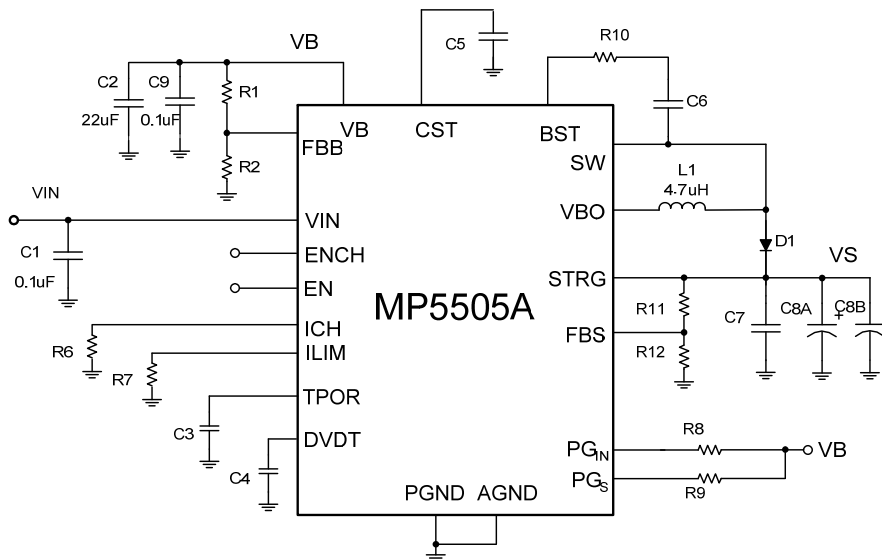 VB
C5
R10
C2
C9
R1
C6
22uF
0.1uF
VB
CST
BST
FBB
SW
R2
L1
4.7uH
VIN
VIN
VBO
C1
ENCH
D1
0.1uF
STRG
VS
EN
MP5505A
R11
C7
C8A
+
C8B
ICH
FBS
R6
ILIM
R12
R7
TPOR
C3
R8
DVDT
PGIN
VB
C4
PGS
R9
PGND
AGND